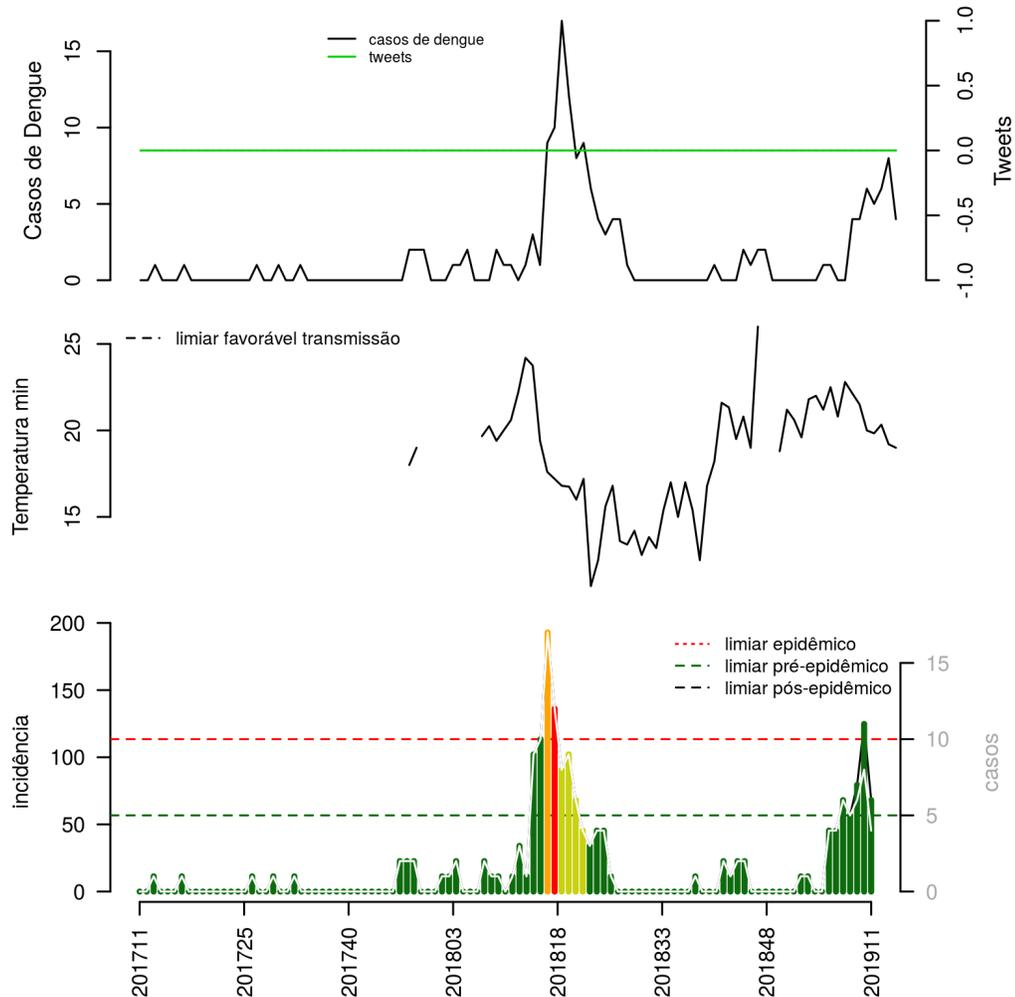 casos de dengue
tweets
Casos de Dengue
0
5
10
15
Tweets
-1.0
-0.5
0.0
0.5
1.0
limiar favorável transmissão
Temperatura min
15
20
25
limiar epidêmico
limiar pré-epidêmico
limiar pós-epidêmico
incidência
0
50
100
150
200
casos
0
5
10
15
201711
201725
201740
201803
201818
201833
201848
201911